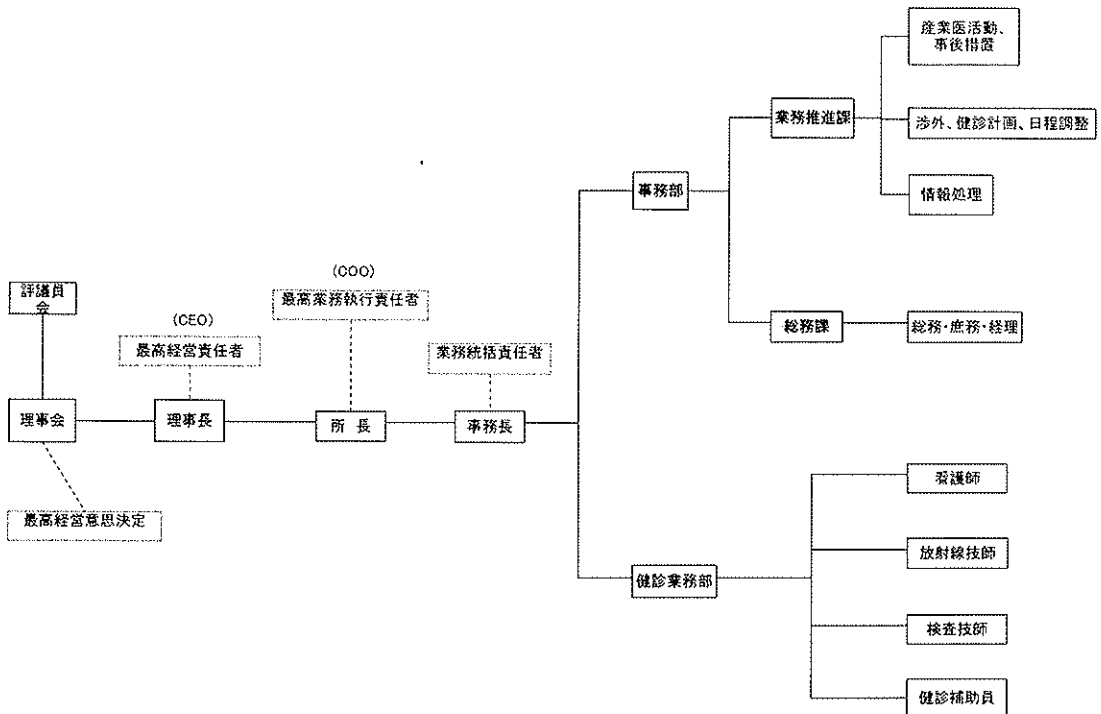 産業医活動、
事後措置
業務推進課
渉外、健診計画、日程調整
事務部
情報処理
(COO)
評議員
会
最高業務執行責任者
(CEO)
総務課
総務・庶務・経理
最高経営責任者
業務統括責任者
理事会
理事長
所 長
事務長
看護師
最高経営意思決定
放射線技師
健診業務部
検査技師
健診補助員